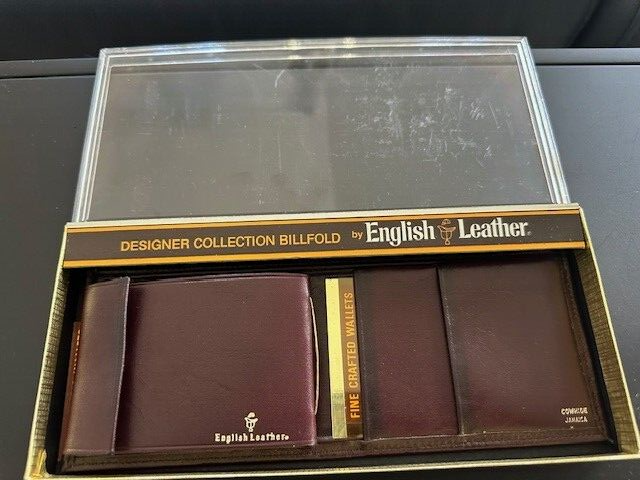 DESIGNER COLLECTION BILLFOLD by English Leather®
FINE CRAFTED WALLETS
English Leather®
COWHIDE
JAMAICA